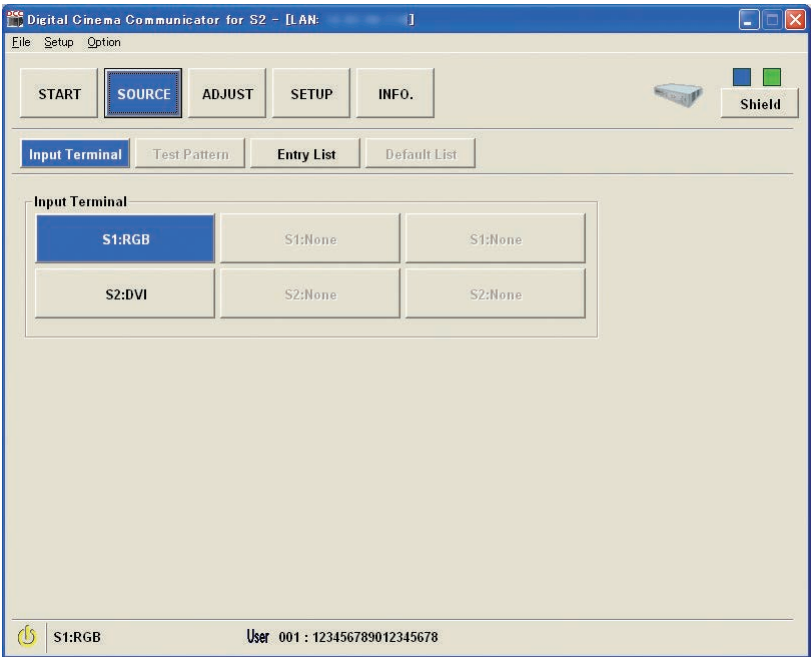 Digital Cinema Communicator for S2 - [LAN: ]
File Setup Option
START SOURCE ADJUST SETUP INFO. Shield
Input Terminal Test Pattern Entry List Default List
Input Terminal
S1:RGB S1:None S1:None
S2:DVI S2:None S2:None
S1:RGB User 001 : 123456789012345678